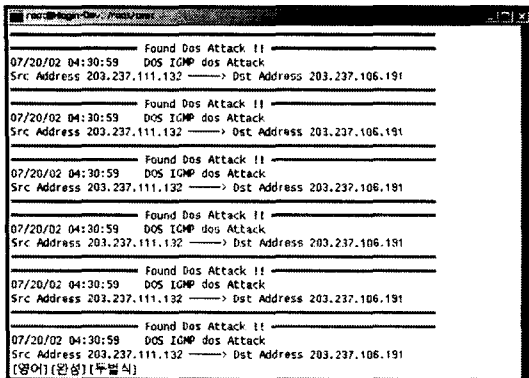 Found Dos Attack !!
07/20/02 04:30:59 DOS IGMP dos Attack
Src Address 203.237.111.132 ----> Dst Address 203.237.106.191
Found Dos Attack !!
07/20/02 04:30:59 DOS IGMP dos Attack
Src Address 203.237.111.132 ----> Dst Address 203.237.106.191
Found Dos Attack !!
07/20/02 04:30:59 DOS IGMP dos Attack
Src Address 203.237.111.132 ----> Dst Address 203.237.106.191
Found Dos Attack !!
07/20/02 04:30:59 DOS IGMP dos Attack
Src Address 203.237.111.132 ----> Dst Address 203.237.106.191
Found Dos Attack !!
07/20/02 04:30:59 DOS IGMP dos Attack
Src Address 203.237.111.132 ----> Dst Address 203.237.106.191
Found Dos Attack !!
07/20/02 04:30:59 DOS IGMP dos Attack
Src Address 203.237.111.132 ----> Dst Address 203.237.106.191
[영어][완성][두벌식]